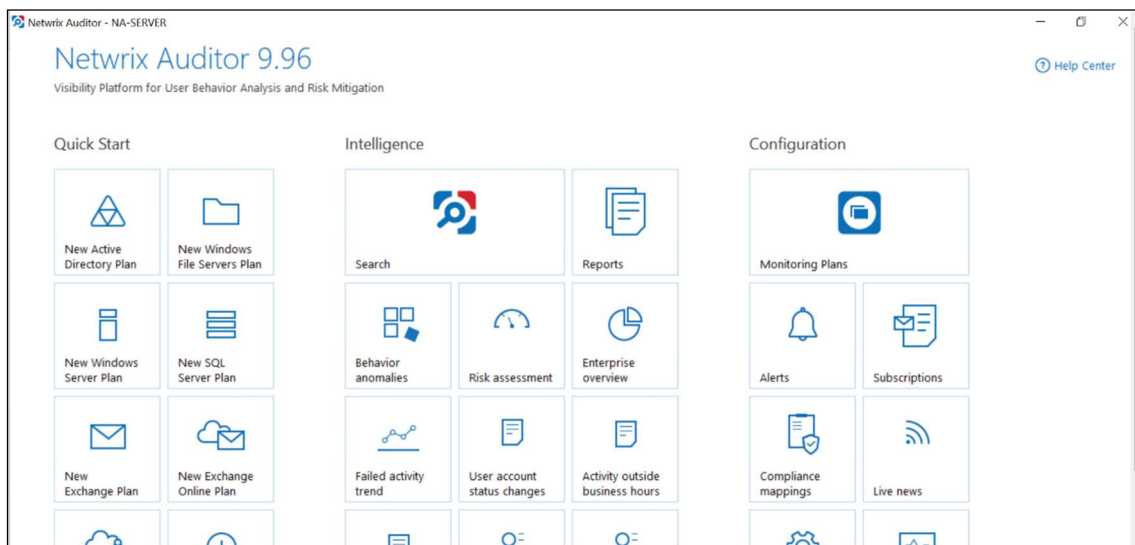 Netwrix Auditor - NA-SERVER
Netwrix Auditor 9.96
Help Center
Visibility Platform for User Behavior Analysis and Risk Mitigation
Quick Start
New Active
Directory Plan
New Windows
File Servers Plan
New Windows
Server Plan
New SQL
Server Plan
New
Exchange Plan
New Exchange
Online Plan
Intelligence
Search
Reports
Behavior
anomalies
Risk assessment
Enterprise
overview
Failed activity
trend
User account
status changes
Activity outside
business hours
Configuration
Monitoring Plans
Alerts
Subscriptions
Compliance
mappings
Live news